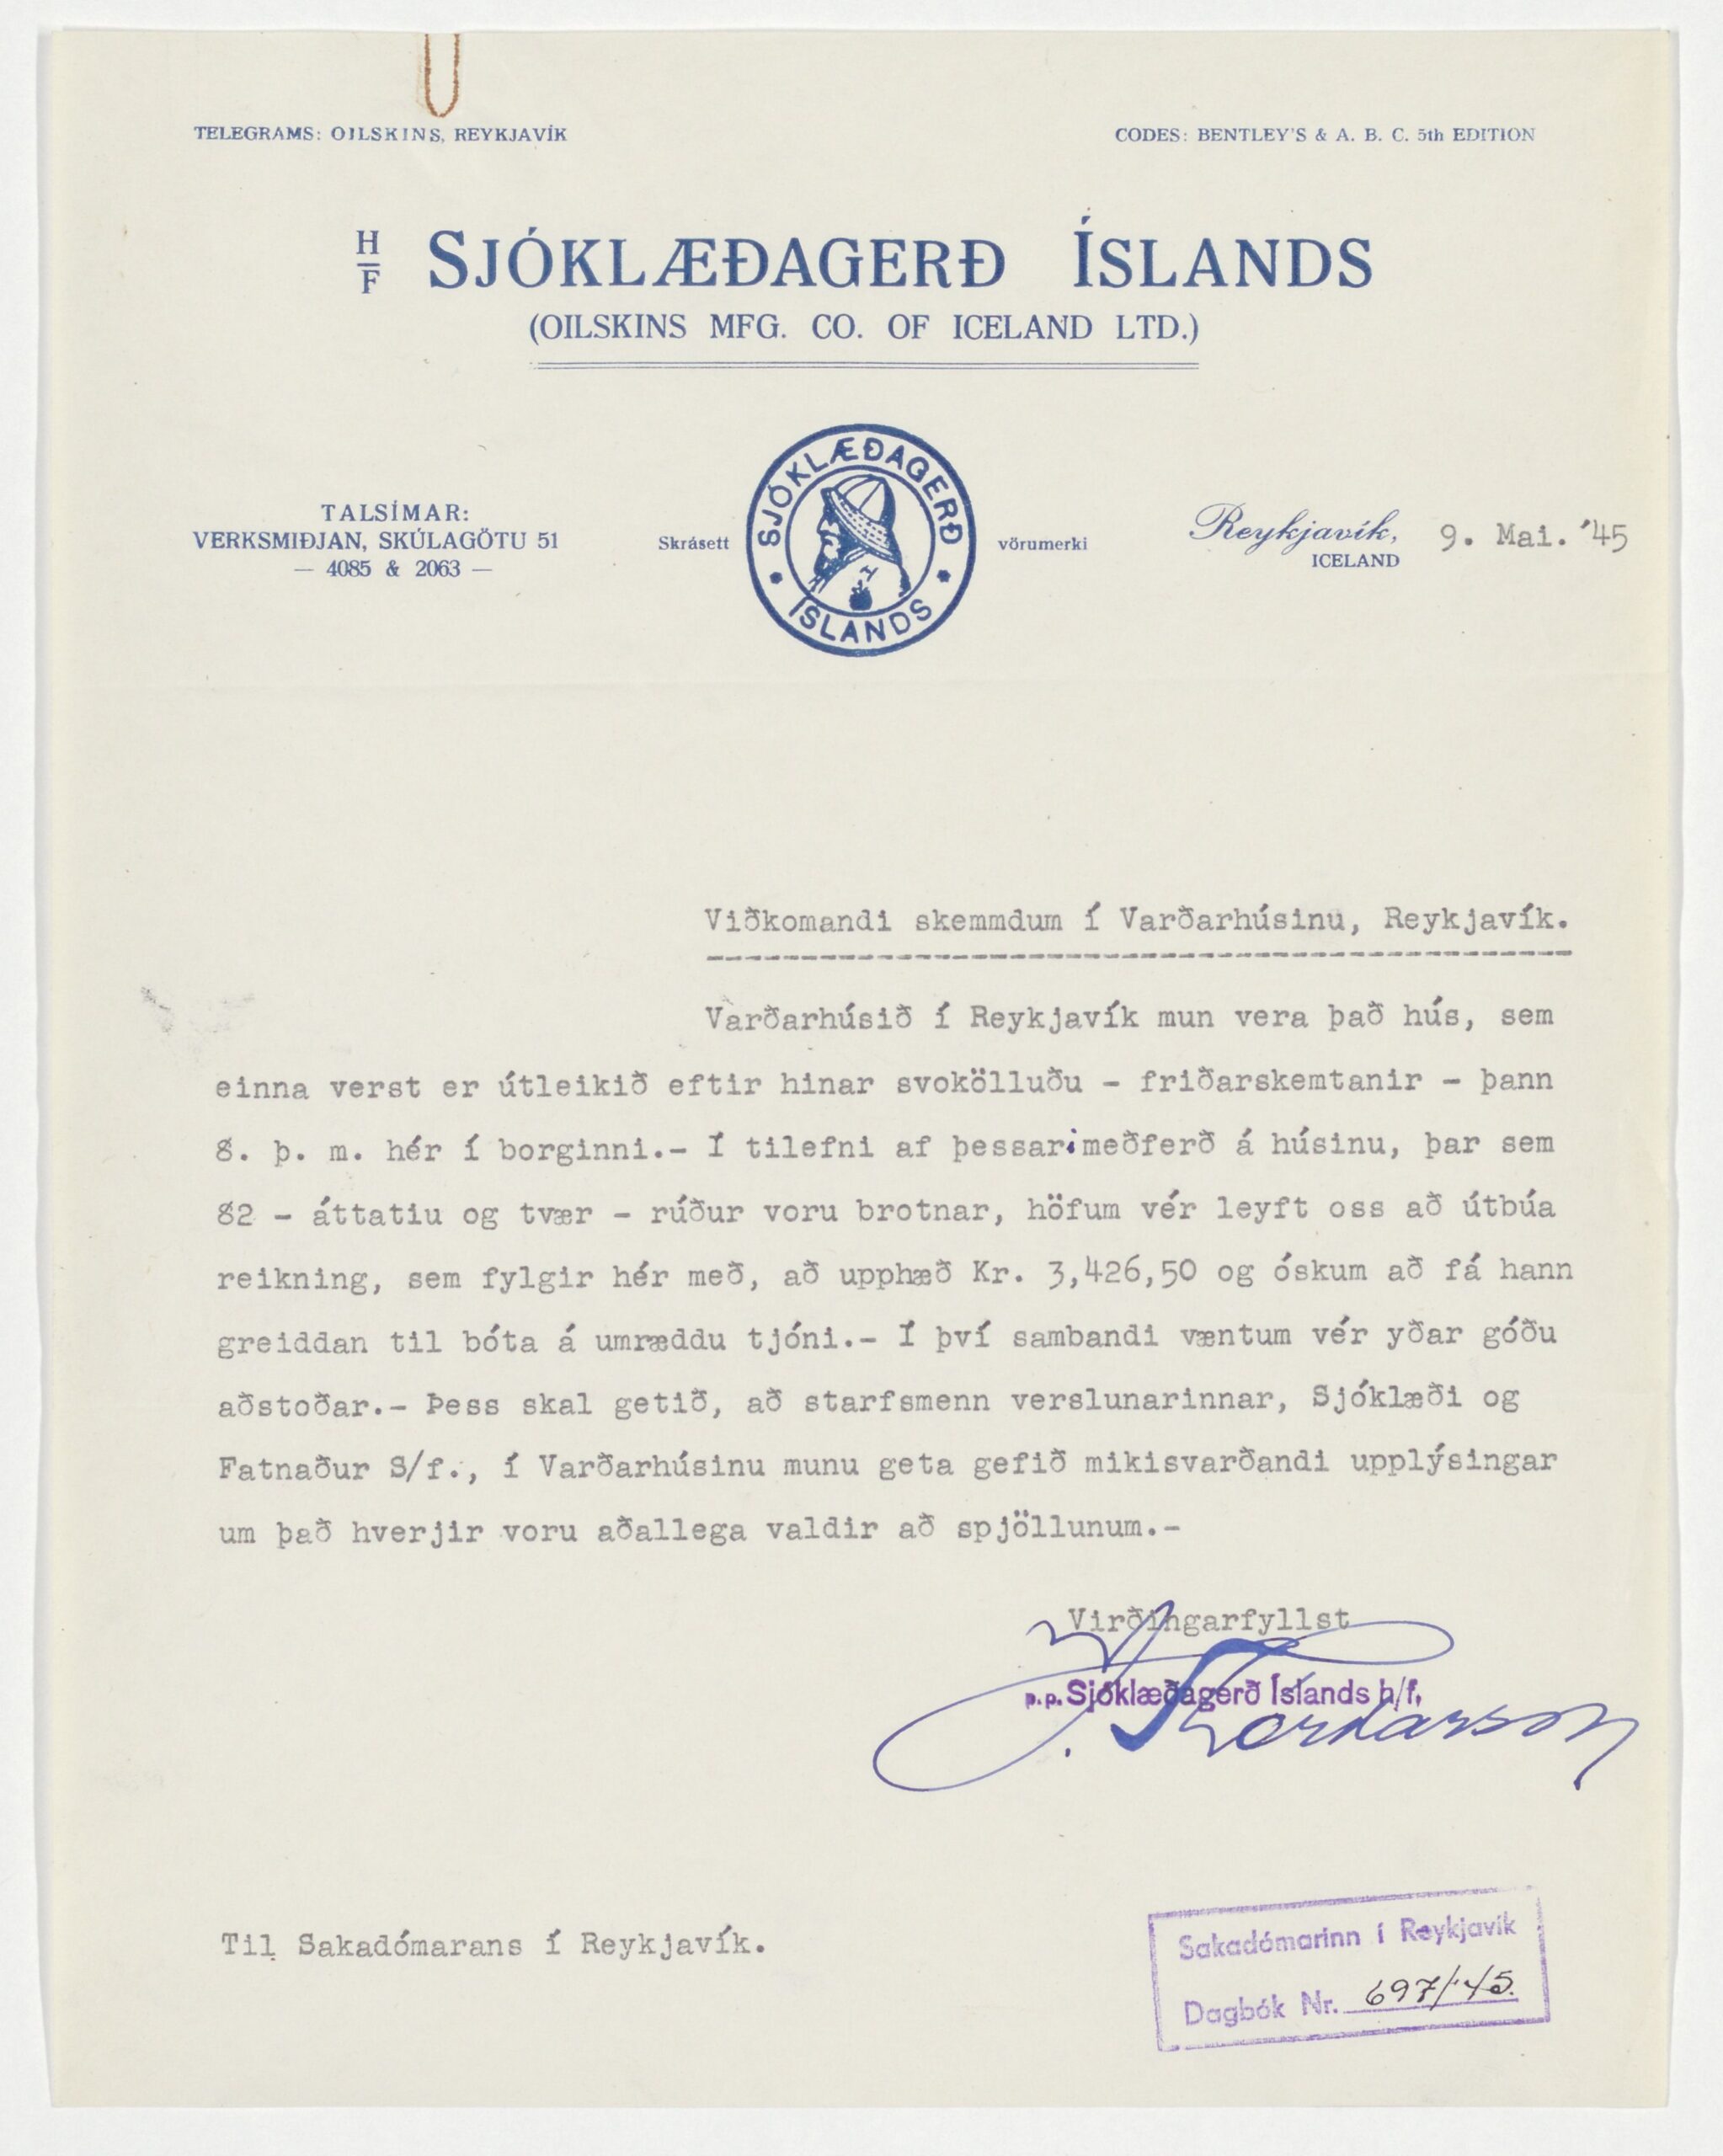 TELEGRAMS: OILSKINS, REYKJAVÍK
CODES: BENTLEY'S & A. B. C. 5th EDITION
H/F SJÓKLÆÐAGERÐ ÍSLANDS
(OILSKINS MFG. CO. OF ICELAND LTD.)
TALSÍMAR:
VERKSMIÐJAN, SKÚLAGÖTU 51
— 4085 & 2063 —
Skrásett
SJÓKLÆÐAGERÐ
ÍSLANDS
vörumerki
Reykjavík, 9. Mai. '45
ICELAND
Viðkomandi skemmdum í Varðarhúsinu, Reykjavík.
Varðarhúsið í Reykjavík mun vera það hús, sem
einna verst er útleikið eftir hinar svokölluðu - friðarskemtanir - þann
8. þ. m. hér í borginni.- Í tilefni af þessari meðferð á húsinu, þar sem
82 - áttatiu og tvær - rúður voru brotnar, höfum vér leyft oss að útbúa
reikning, sem fylgir hér með, að upphæð Kr. 3,426,50 og óskum að fá hann
greiddan til bóta á umræddu tjóni.- Í því sambandi væntum vér yðar góðu
aðstoðar.- Þess skal getið, að starfsmenn verslunarinnar, Sjóklæði og
Fatnaður S/f., í Varðarhúsinu munu geta gefið mikisvarðandi upplýsingar
um það hverjir voru aðallega valdir að spjöllunum.-
Virðingarfyllst
p.p. Sjóklæðagerð Íslands h/f.
Til Sakadómarans í Reykjavík.
Sakadómarinn í Reykjavík
Dagbók Nr. 697/'45.